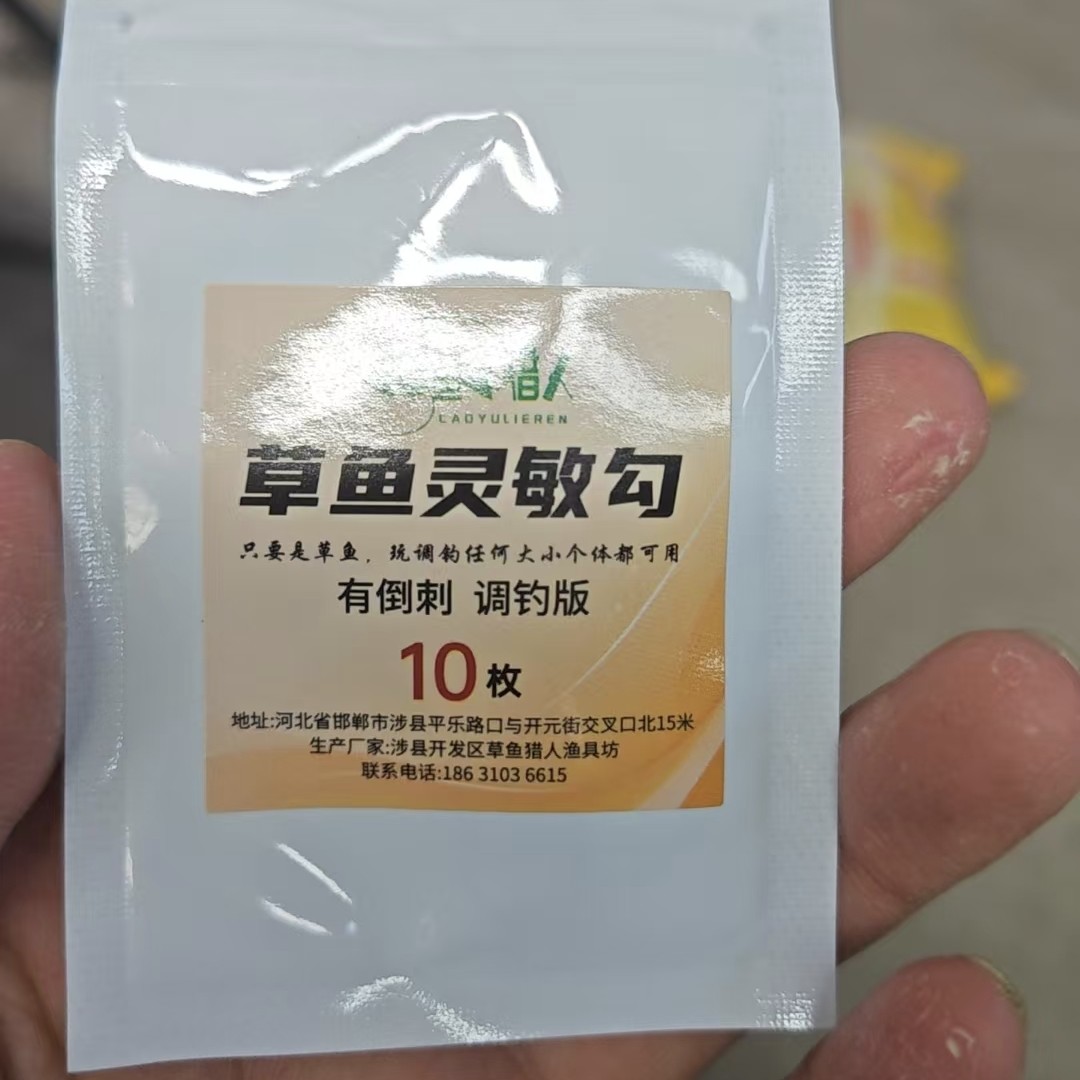 猎人
CAOYULIEREN
草鱼灵敏勾
只要是草鱼，玩调钓任何大小个体都可用
有倒刺 调钓版
10枚
地址:河北省邯郸市涉县平乐路口与开元街交叉口北15米
生产厂家:涉县开发区草鱼猎人渔具坊
联系电话:186 3103 6615